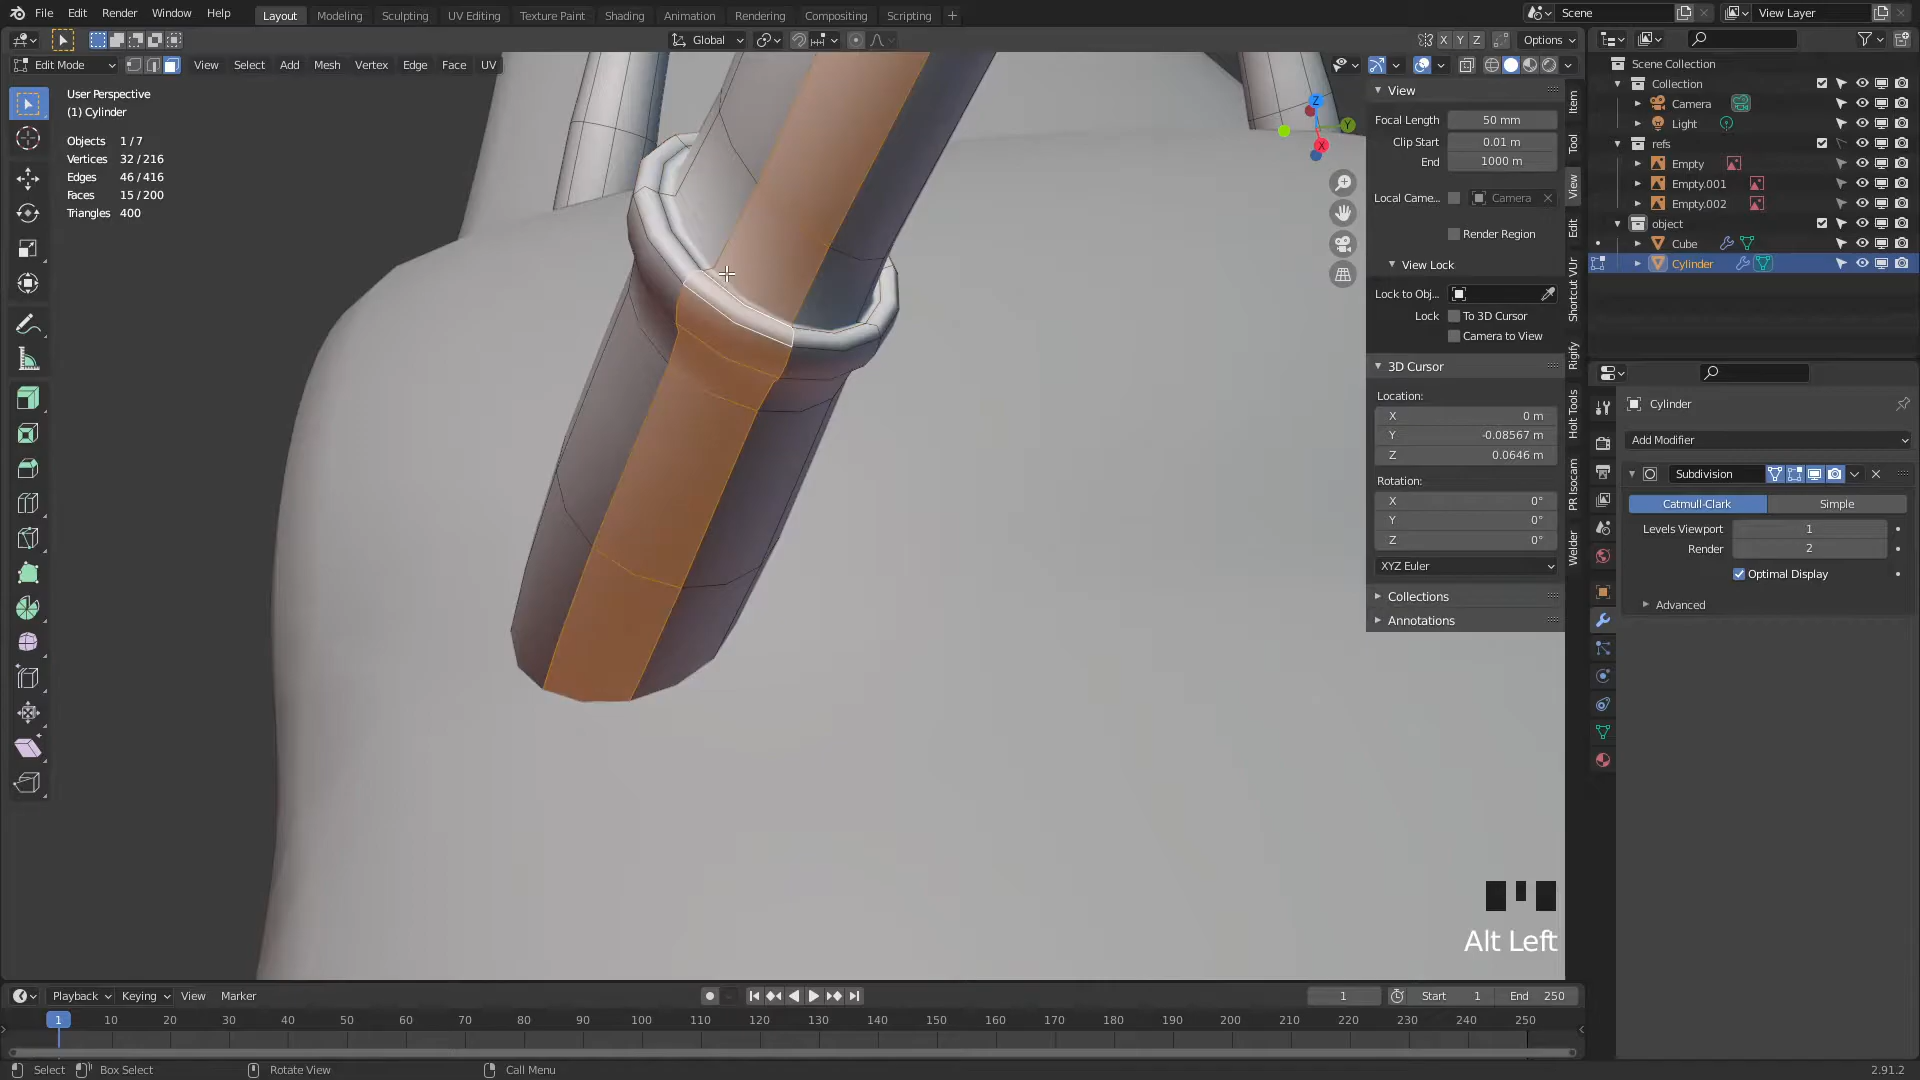 File Edit Render Window Help
Layout Modeling Sculpting UV Editing Texture Paint Shading Animation Rendering Compositing Scripting +
Scene
View Layer
Global
X Y Z
Options
Edit Mode
View Select Add Mesh Vertex Edge Face UV
User Perspective
(1) Cylinder
Objects 1 / 7
Vertices 32 / 216
Edges 46 / 416
Faces 15 / 200
Triangles 400
Z
Y
X
View
Focal Length 50 mm
Clip Start 0.01 m
End 1000 m
Local Came... Camera
Render Region
View Lock
Lock to Obj...
Lock To 3D Cursor
Camera to View
3D Cursor
Location:
X 0 m
Y -0.08567 m
Z 0.0646 m
Rotation:
X 0°
Y 0°
Z 0°
XYZ Euler
Collections
Annotations
Item
Tool
View
Edit
Shortcut VUr
Rigify
Holt Tools
PR Isocam
Welder
Scene Collection
Collection
Camera
Light
refs
Empty
Empty.001
Empty.002
object
Cube
Cylinder
Cylinder
Add Modifier
Subdivision
Catmull-Clark Simple
Levels Viewport 1
Render 2
Optimal Display
Advanced
Alt Left
Playback Keying View Marker
1
Start 1 End 250
1 10 20 30 40 50 60 70 80 90 100 110 120 130 140 150 160 170 180 190 200 210 220 230 240 250
Select Box Select Rotate View Call Menu
2.91.2